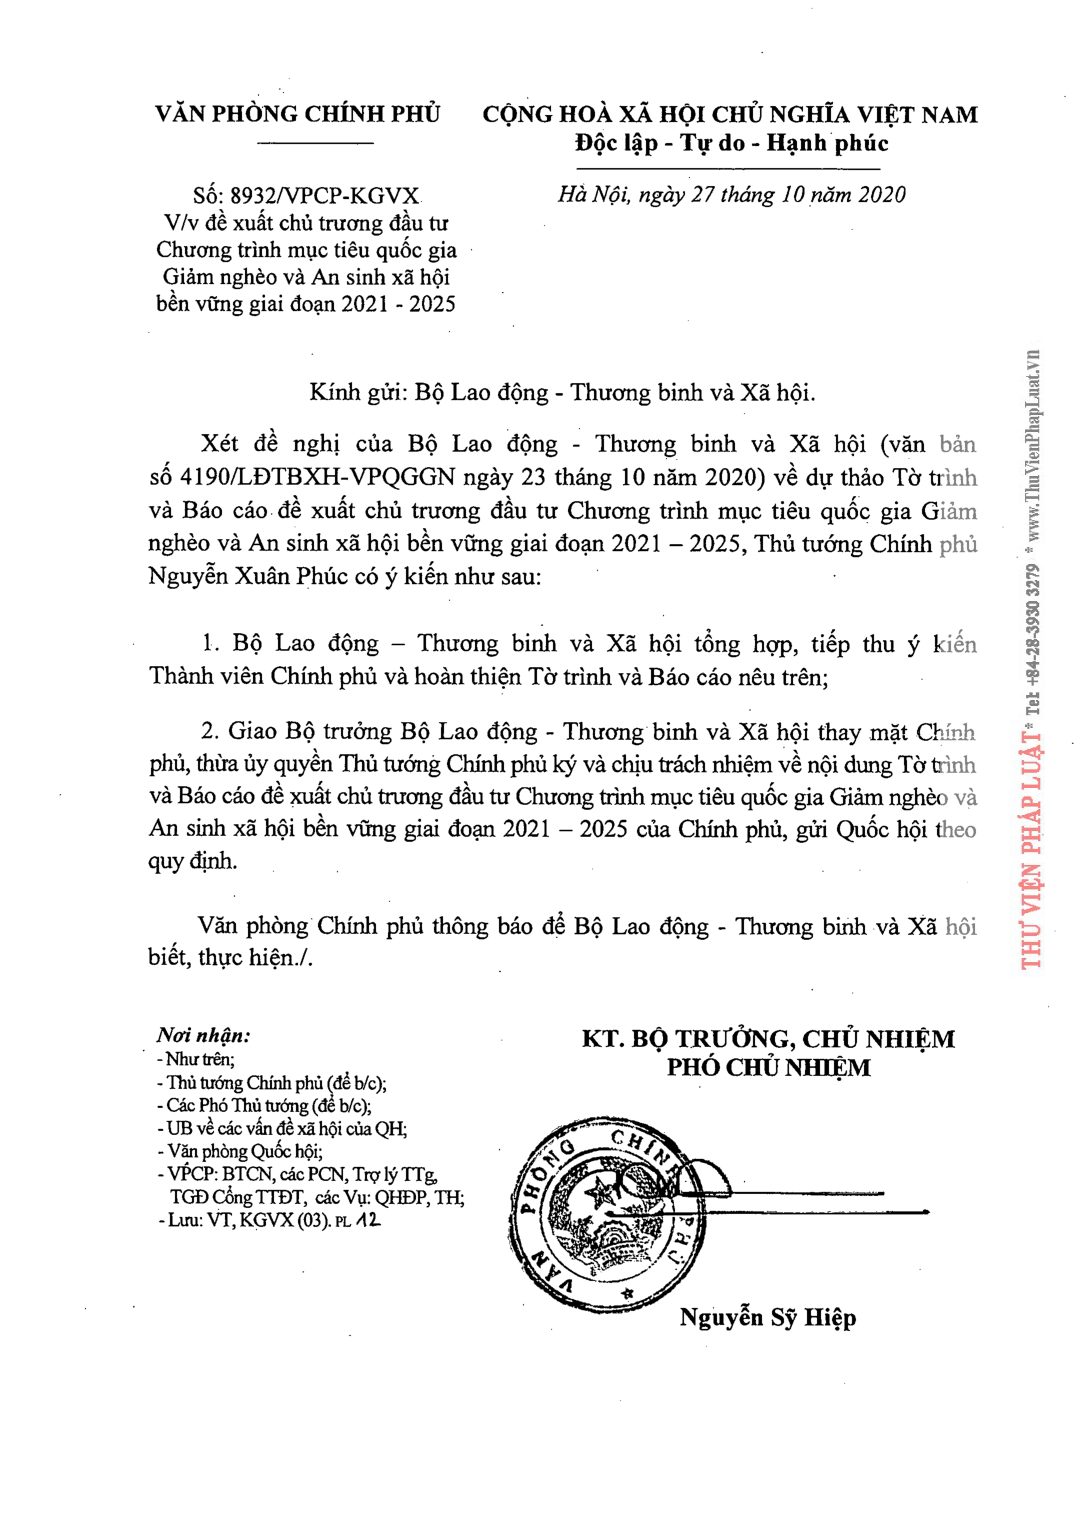 VĂN PHÒNG CHÍNH PHỦ
CỘNG HOÀ XÃ HỘI CHỦ NGHĨA VIỆT NAM
Độc lập - Tự do - Hạnh phúc
Số: 8932/VPCP-KGVX
V/v đề xuất chủ trương đầu tư
Chương trình mục tiêu quốc gia
Giảm nghèo và An sinh xã hội
bền vững giai đoạn 2021 - 2025
Hà Nội, ngày 27 tháng 10 năm 2020
Kính gửi: Bộ Lao động - Thương binh và Xã hội.
Xét đề nghị của Bộ Lao động - Thương binh và Xã hội (văn bản
số 4190/LĐTBXH-VPQGGN ngày 23 tháng 10 năm 2020) về dự thảo Tờ trình
và Báo cáo đề xuất chủ trương đầu tư Chương trình mục tiêu quốc gia Giảm
nghèo và An sinh xã hội bền vững giai đoạn 2021 – 2025, Thủ tướng Chính phủ
Nguyễn Xuân Phúc có ý kiến như sau:
1. Bộ Lao động – Thương binh và Xã hội tổng hợp, tiếp thu ý kiến
Thành viên Chính phủ và hoàn thiện Tờ trình và Báo cáo nêu trên;
2. Giao Bộ trưởng Bộ Lao động - Thương binh và Xã hội thay mặt Chính
phủ, thừa ủy quyền Thủ tướng Chính phủ ký và chịu trách nhiệm về nội dung Tờ trình
và Báo cáo đề xuất chủ trương đầu tư Chương trình mục tiêu quốc gia Giảm nghèo và
An sinh xã hội bền vững giai đoạn 2021 – 2025 của Chính phủ, gửi Quốc hội theo
quy định.
Văn phòng Chính phủ thông báo để Bộ Lao động - Thương binh và Xã hội
biết, thực hiện./.
Nơi nhận:
- Như trên;
- Thủ tướng Chính phủ (để b/c);
- Các Phó Thủ tướng (để b/c);
- UB về các vấn đề xã hội của QH;
- Văn phòng Quốc hội;
- VPCP: BTCN, các PCN, Trợ lý TTg,
TGĐ Cổng TTĐT, các Vụ: QHĐP, TH;
- Lưu: VT, KGVX (03). PL 12
KT. BỘ TRƯỞNG, CHỦ NHIỆM
PHÓ CHỦ NHIỆM
VĂN PHÒNG CHÍNH PHỦ
Nguyễn Sỹ Hiệp
THƯ VIỆN PHÁP LUẬT * Tel: +84-28-3930 3279 * www.ThuVienPhapLuat.vn